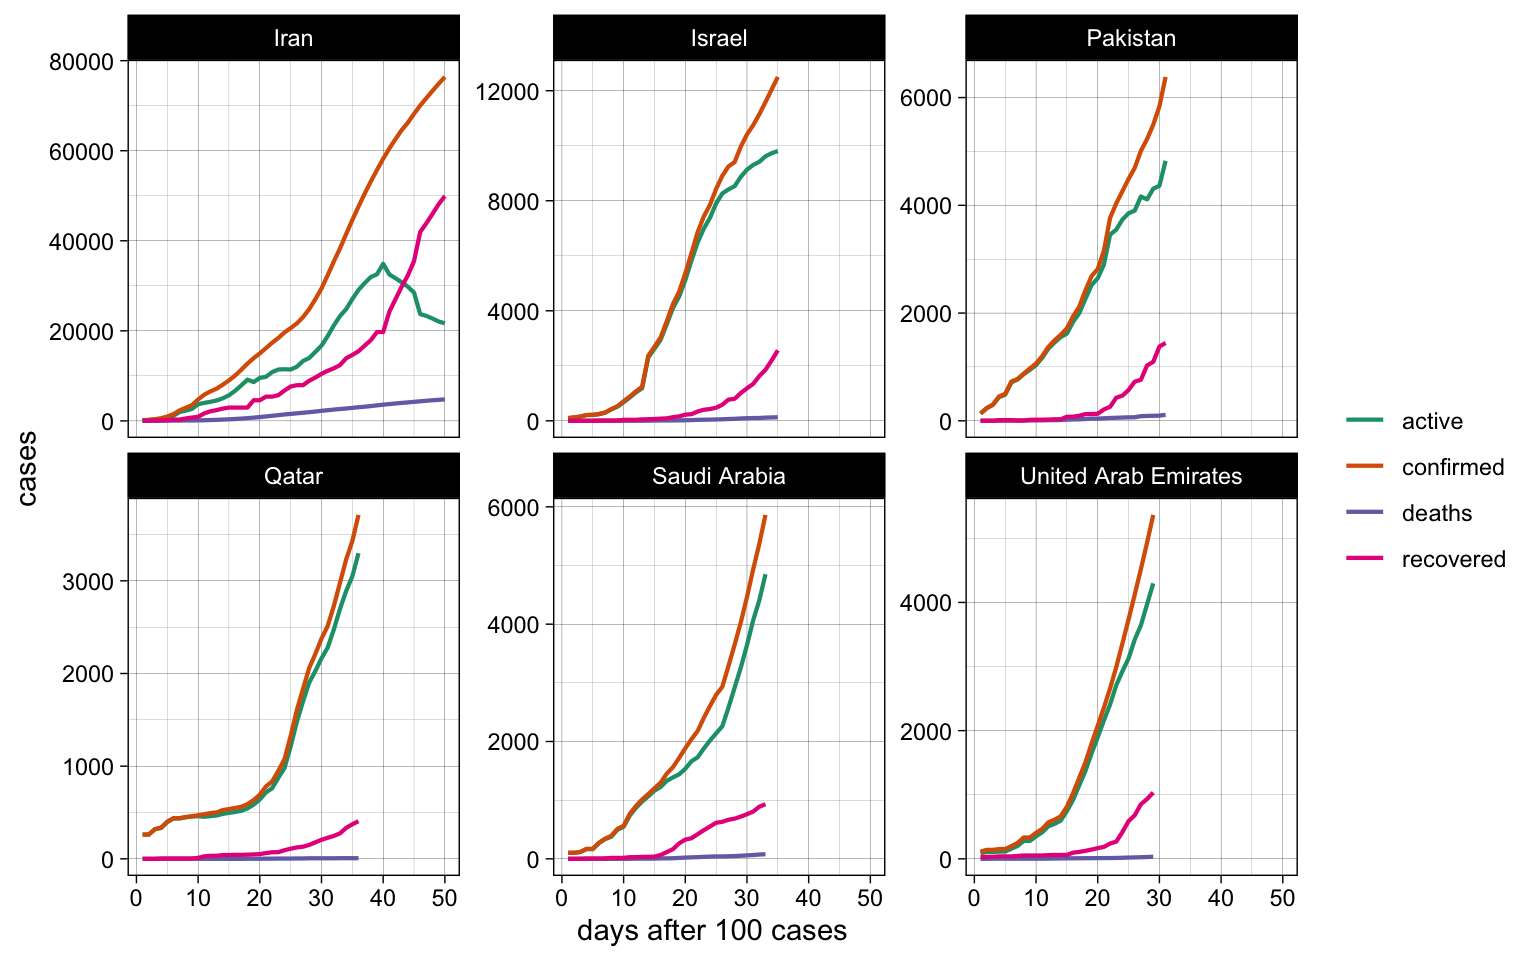 Iran
Israel
Pakistan
80000
60000
40000
20000
0
12000
8000
4000
0
6000
4000
2000
0
cases
Qatar
Saudi Arabia
United Arab Emirates
3000
2000
1000
0
6000
4000
2000
0
4000
2000
0
0 10 20 30 40 50
0 10 20 30 40 50
0 10 20 30 40 50
days after 100 cases
active
confirmed
deaths
recovered